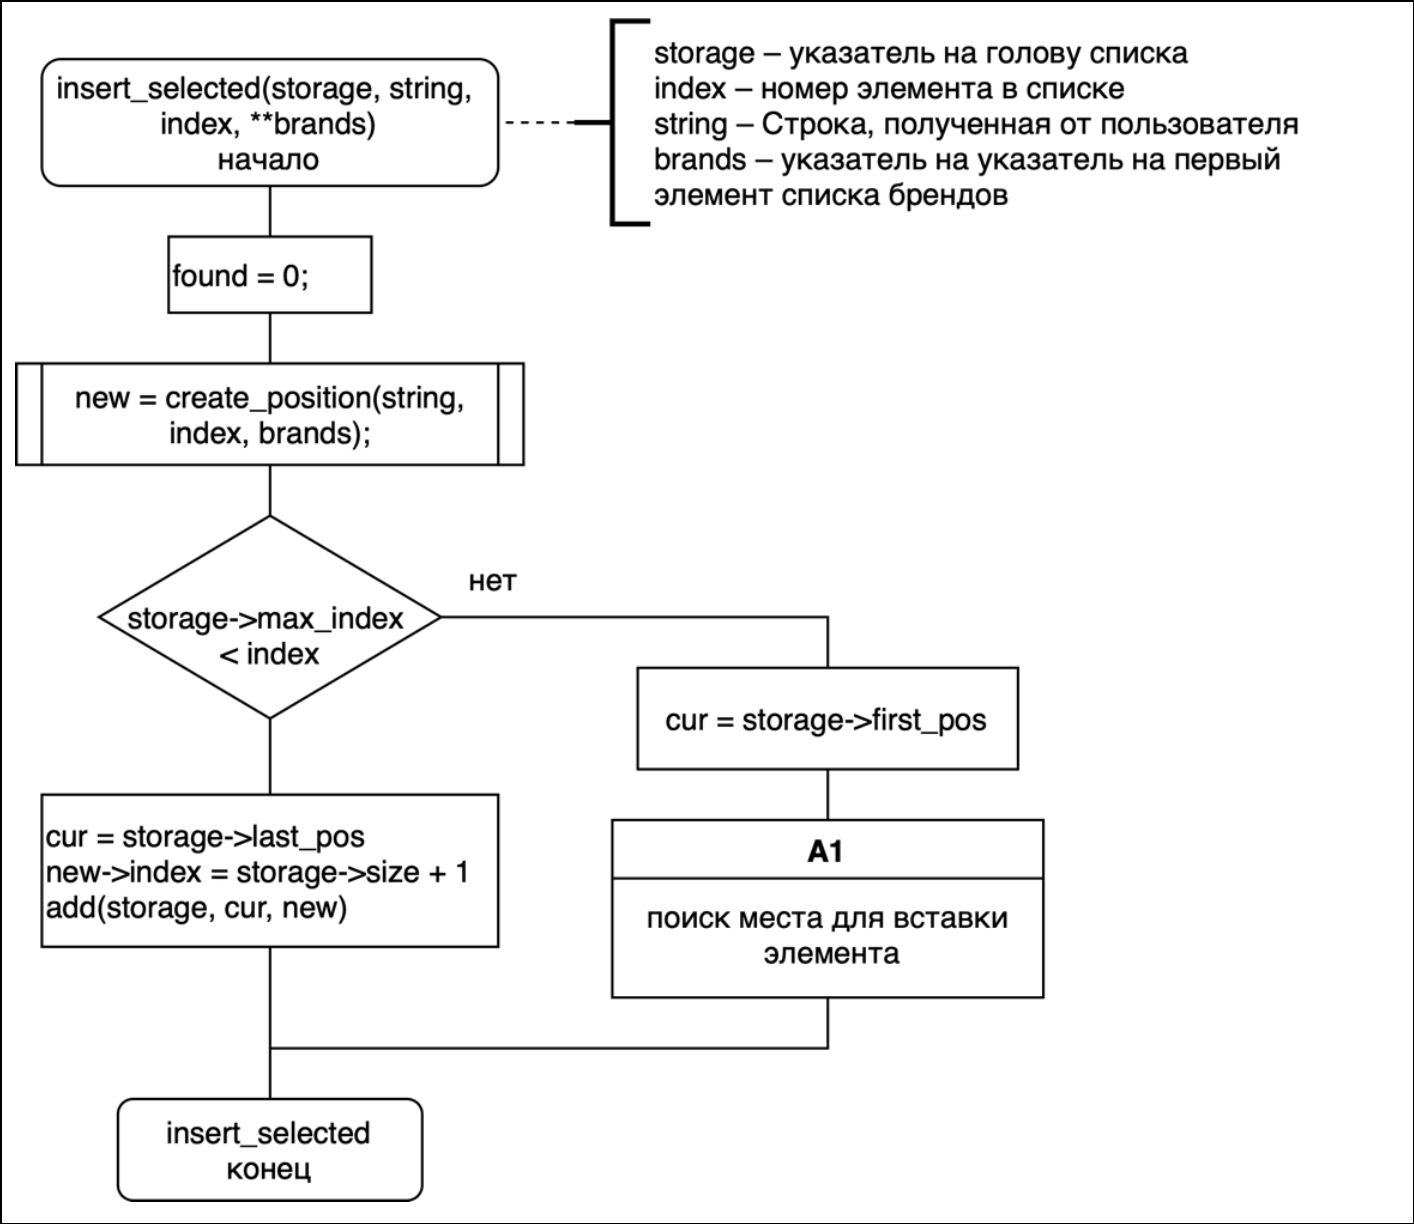 insert_selected(storage, string,
index, **brands)
начало
storage – указатель на голову списка
index – номер элемента в списке
string – Строка, полученная от пользователя
brands – указатель на указатель на первый
элемент списка брендов
found = 0;
new = create_position(string,
index, brands);
storage->max_index
< index
нет
cur = storage->first_pos
cur = storage->last_pos
new->index = storage->size + 1
add(storage, cur, new)
A1
поиск места для вставки
элемента
insert_selected
конец